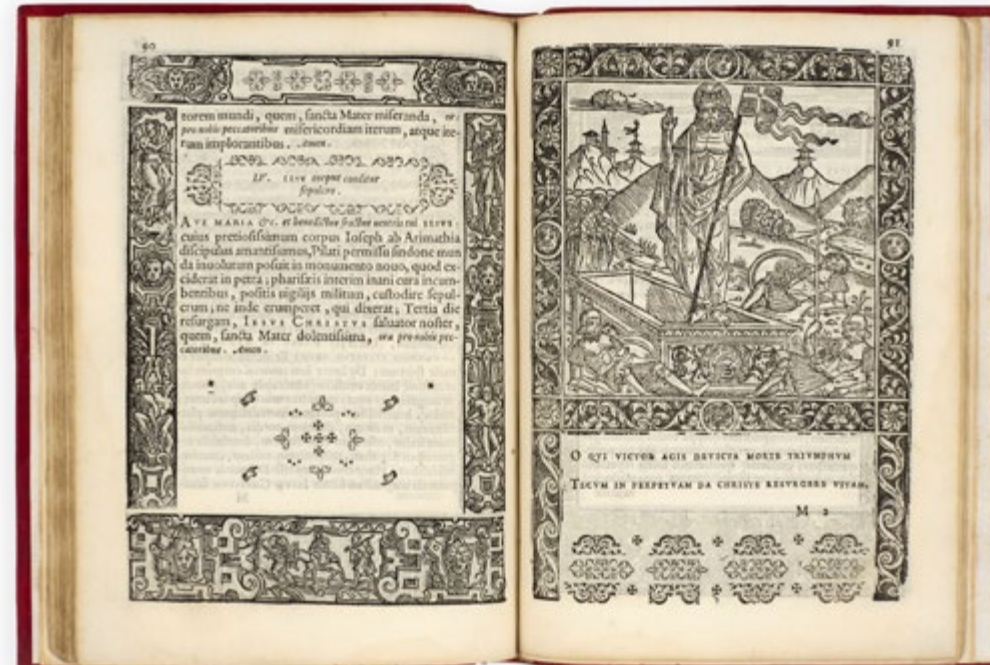 90
torem mundi, quem, sancta Mater miseranda, ora
pro nobis peccatoribus misericordiam iterum, atque ite-
rum implorantibus. Amen.
LV. IESV corpus conditur
sepulcro.
AVE MARIA &c. et benedictus fructus ventris tui IESVS:
cuius pretiosissimum corpus Ioseph ab Arimathia
discipulus amantissimus, Pilati permissu sindone mun
da inuolutum posuit in monumento nouo, quod ex-
ciderat in petra; pharisæis interim inani cura incum-
bentibus, positis uigilijs militum, custodire sepul-
crum; ne inde erumperet, qui dixerat; Tertia die
resurgam, IESVS CHRISTVS saluator noster,
quem, sancta Mater dolentissima, ora pro nobis pec-
catoribus. Amen.
91
O QVI VICTOR AGIS DEVICTA MORTE TRIVMPHVM
TECVM IN PERPETVAM DA CHRISTE RESVRGERE VITAM.
M 2